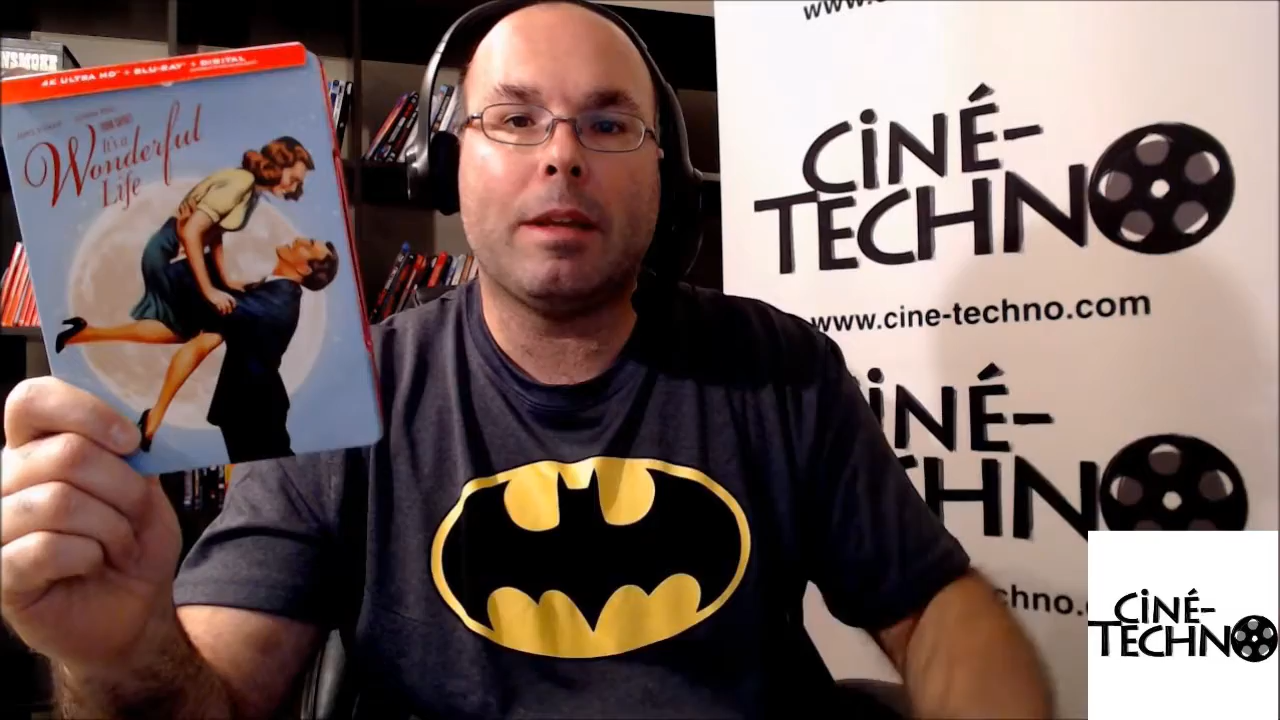 NSMOKE
4K ULTRA HD + BLU-RAY + DIGITAL
It's a
Wonderful
Life
www.
CiNÉ-
TECHNO
www.cine-techno.com
iNÉ-
CHNO
chno.
CiNÉ-
TECHNO